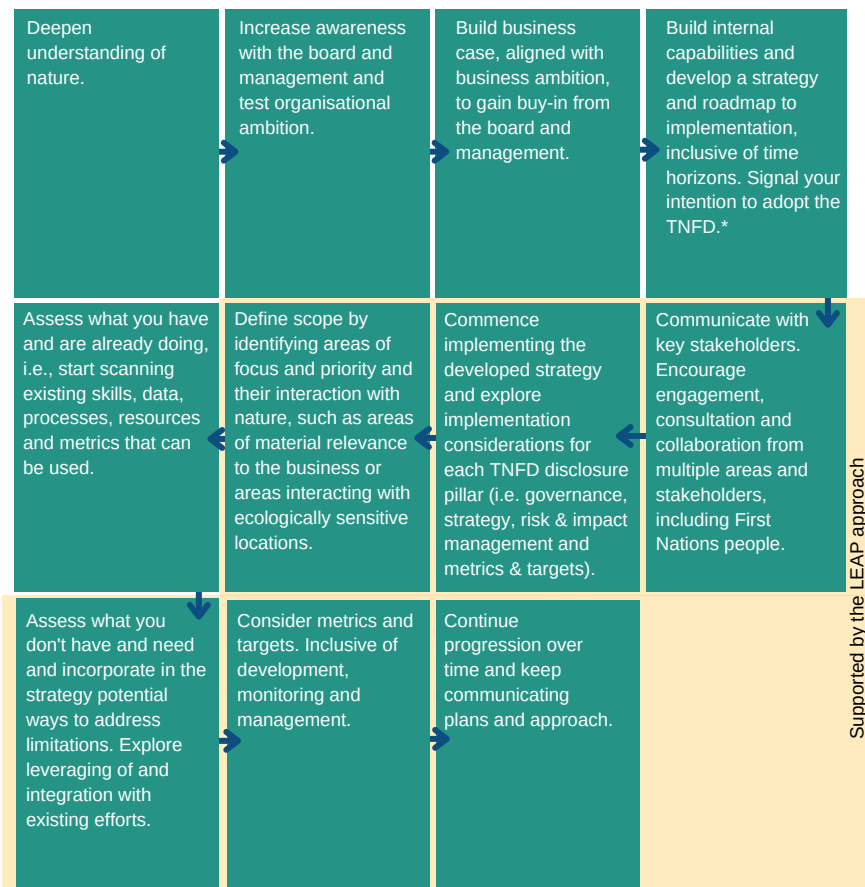 Deepen
understanding of
nature.
Increase awareness
with the board and
management and
test organisational
ambition.
Build business
case, aligned with
business ambition,
to gain buy-in from
the board and
management.
Build internal
capabilities and
develop a strategy
and roadmap to
implementation,
inclusive of time
horizons. Signal your
intention to adopt the
TNFD.*
Communicate with
key stakeholders.
Encourage
engagement,
consultation and
collaboration from
multiple areas and
stakeholders,
including First
Nations people.
Commence
implementing the
developed strategy
and explore
implementation
considerations for
each TNFD disclosure
pillar (i.e. governance,
strategy, risk & impact
management and
metrics & targets).
Define scope by
identifying areas of
focus and priority and
their interaction with
nature, such as areas
of material relevance
to the business or
areas interacting with
ecologically sensitive
locations.
Assess what you have
and are already doing,
i.e., start scanning
existing skills, data,
processes, resources
and metrics that can
be used.
Assess what you
don't have and need
and incorporate in the
strategy potential
ways to address
limitations. Explore
leveraging of and
integration with
existing efforts.
Consider metrics and
targets. Inclusive of
development,
monitoring and
management.
Continue
progression over
time and keep
communicating
plans and approach.
Supported by the LEAP approach